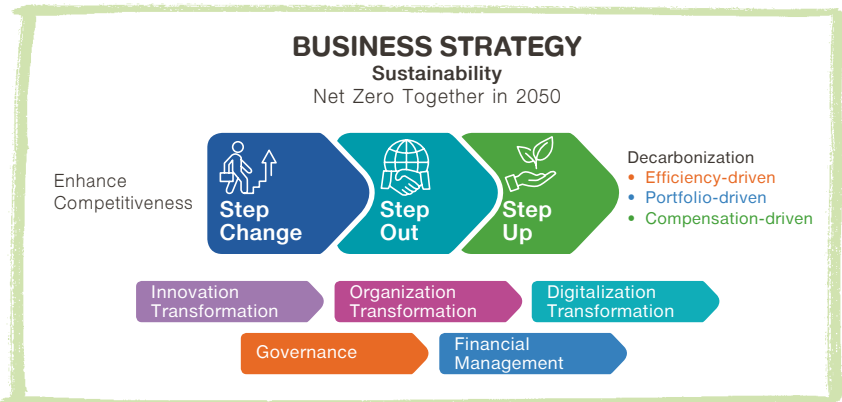 BUSINESS STRATEGY
Sustainability
Net Zero Together in 2050
Enhance
Competitiveness
Step
Change
Step
Out
Step
Up
Decarbonization
• Efficiency-driven
• Portfolio-driven
• Compensation-driven
Innovation
Transformation
Organization
Transformation
Digitalization
Transformation
Governance
Financial
Management